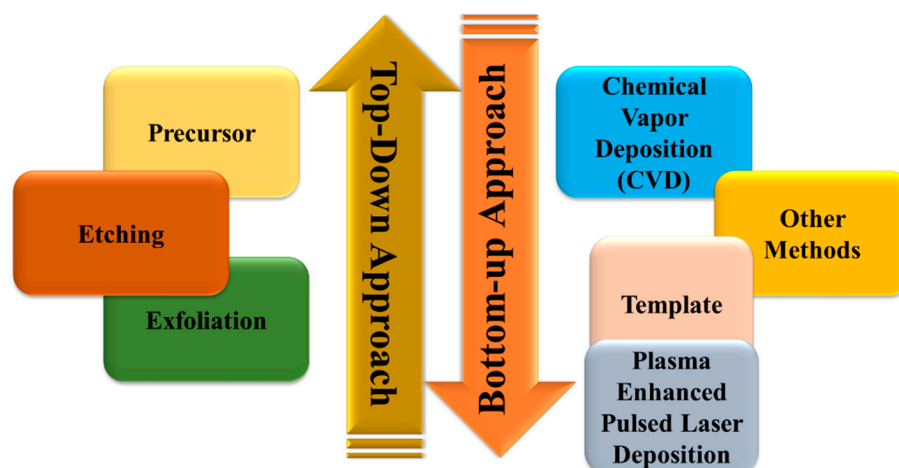 Precursor
Etching
Exfoliation
Top-Down Approach
Bottom-up Approach
Chemical
Vapor
Deposition
(CVD)
Other
Methods
Template
Plasma
Enhanced
Pulsed Laser
Deposition